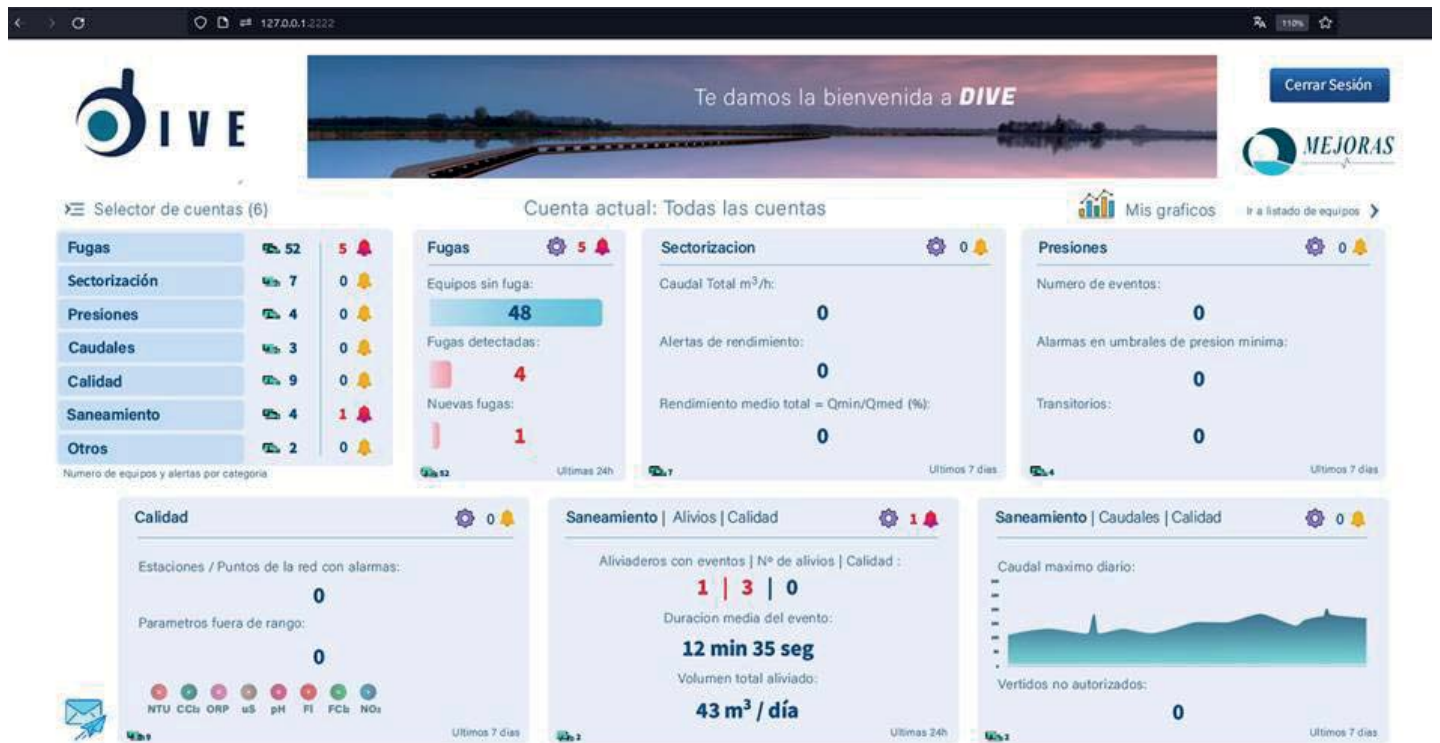 127.0.0.1:2222
110%
DIVE
Te damos la bienvenida a DIVE
Cerrar Sesión
MEJORAS
Selector de cuentas (6)
Cuenta actual: Todas las cuentas
Mis graficos
Ir a listado de equipos
Fugas 52 5
Sectorización 7 0
Presiones 4 0
Caudales 3 0
Calidad 9 0
Saneamiento 4 1
Otros 2 0
Numero de equipos y alertas por categoria
Fugas 5
Equipos sin fuga:
48
Fugas detectadas:
4
Nuevas fugas:
1
52 Ultimas 24h
Sectorizacion 0
Caudal Total m³/h:
0
Alertas de rendimiento:
0
Rendimiento medio total = Qmin/Qmed (%):
0
7 Ultimos 7 dias
Presiones 0
Numero de eventos:
0
Alarmas en umbrales de presion minima:
0
Transitorios:
0
4 Ultimos 7 dias
Calidad 0
Estaciones / Puntos de la red con alarmas:
0
Parametros fuera de rango:
0
NTU CCl₂ ORP uS pH Fl FCl₂ NO₃
9 Ultimos 7 dias
Saneamiento | Alivios | Calidad 1
Aliviaderos con eventos | Nº de alivios | Calidad :
1 | 3 | 0
Duracion media del evento:
12 min 35 seg
Volumen total aliviado:
43 m³ / día
2 Ultimas 24h
Saneamiento | Caudales | Calidad 0
Caudal maximo diario:
Vertidos no autorizados:
0
2 Ultimos 7 dias